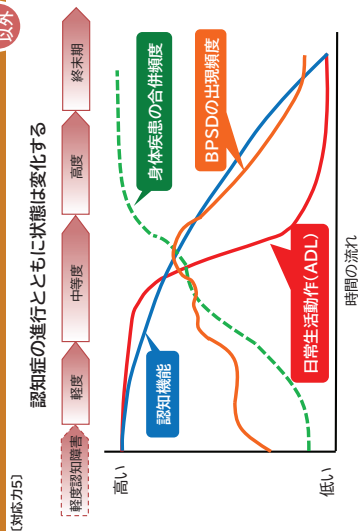 以外
[対応力5]
認知症の進行とともに状態は変化する
軽度認知障害
軽度
中等度
高度
終末期
高い
低い
認知機能
身体疾患の合併頻度
BPSDの出現頻度
日常生活動作(ADL)
時間の流れ